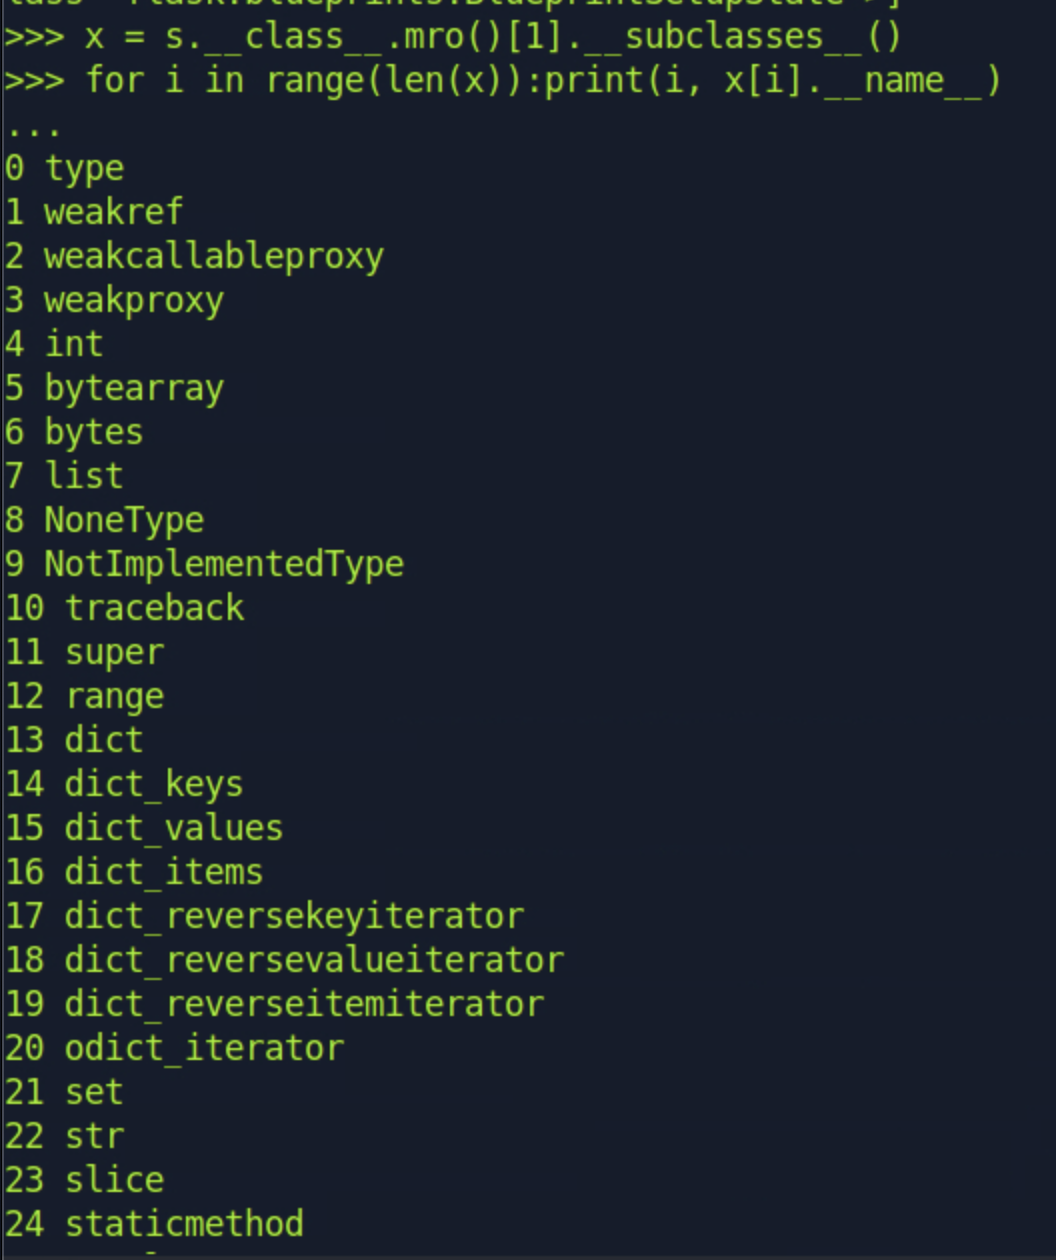 >>> x = s.__class__.mro()[1].__subclasses__()
>>> for i in range(len(x)):print(i, x[i].__name__)
...
0 type
1 weakref
2 weakcallableproxy
3 weakproxy
4 int
5 bytearray
6 bytes
7 list
8 NoneType
9 NotImplementedType
10 traceback
11 super
12 range
13 dict
14 dict_keys
15 dict_values
16 dict_items
17 dict_reversekeyiterator
18 dict_reversevalueiterator
19 dict_reverseitemiterator
20 odict_iterator
21 set
22 str
23 slice
24 staticmethod